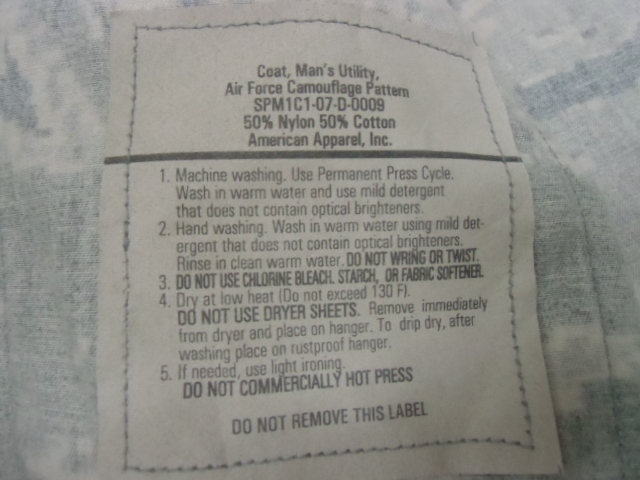 Coat, Man's Utility,
Air Force Camouflage Pattern
SPM1C1-07-D-0009
50% Nylon 50% Cotton
American Apparel, Inc.
1. Machine washing. Use Permanent Press Cycle.
Wash in warm water and use mild detergent
that does not contain optical brighteners.
2. Hand washing. Wash in warm water using mild det-
ergent that does not contain optical brighteners.
Rinse in clean warm water. DO NOT WRING OR TWIST.
3. DO NOT USE CHLORINE BLEACH, STARCH, OR FABRIC SOFTENER.
4. Dry at low heat (Do not exceed 130 F).
DO NOT USE DRYER SHEETS. Remove immediately
from dryer and place on hanger. To drip dry, after
washing place on rustproof hanger.
5. If needed, use light ironing.
DO NOT COMMERCIALLY HOT PRESS
DO NOT REMOVE THIS LABEL